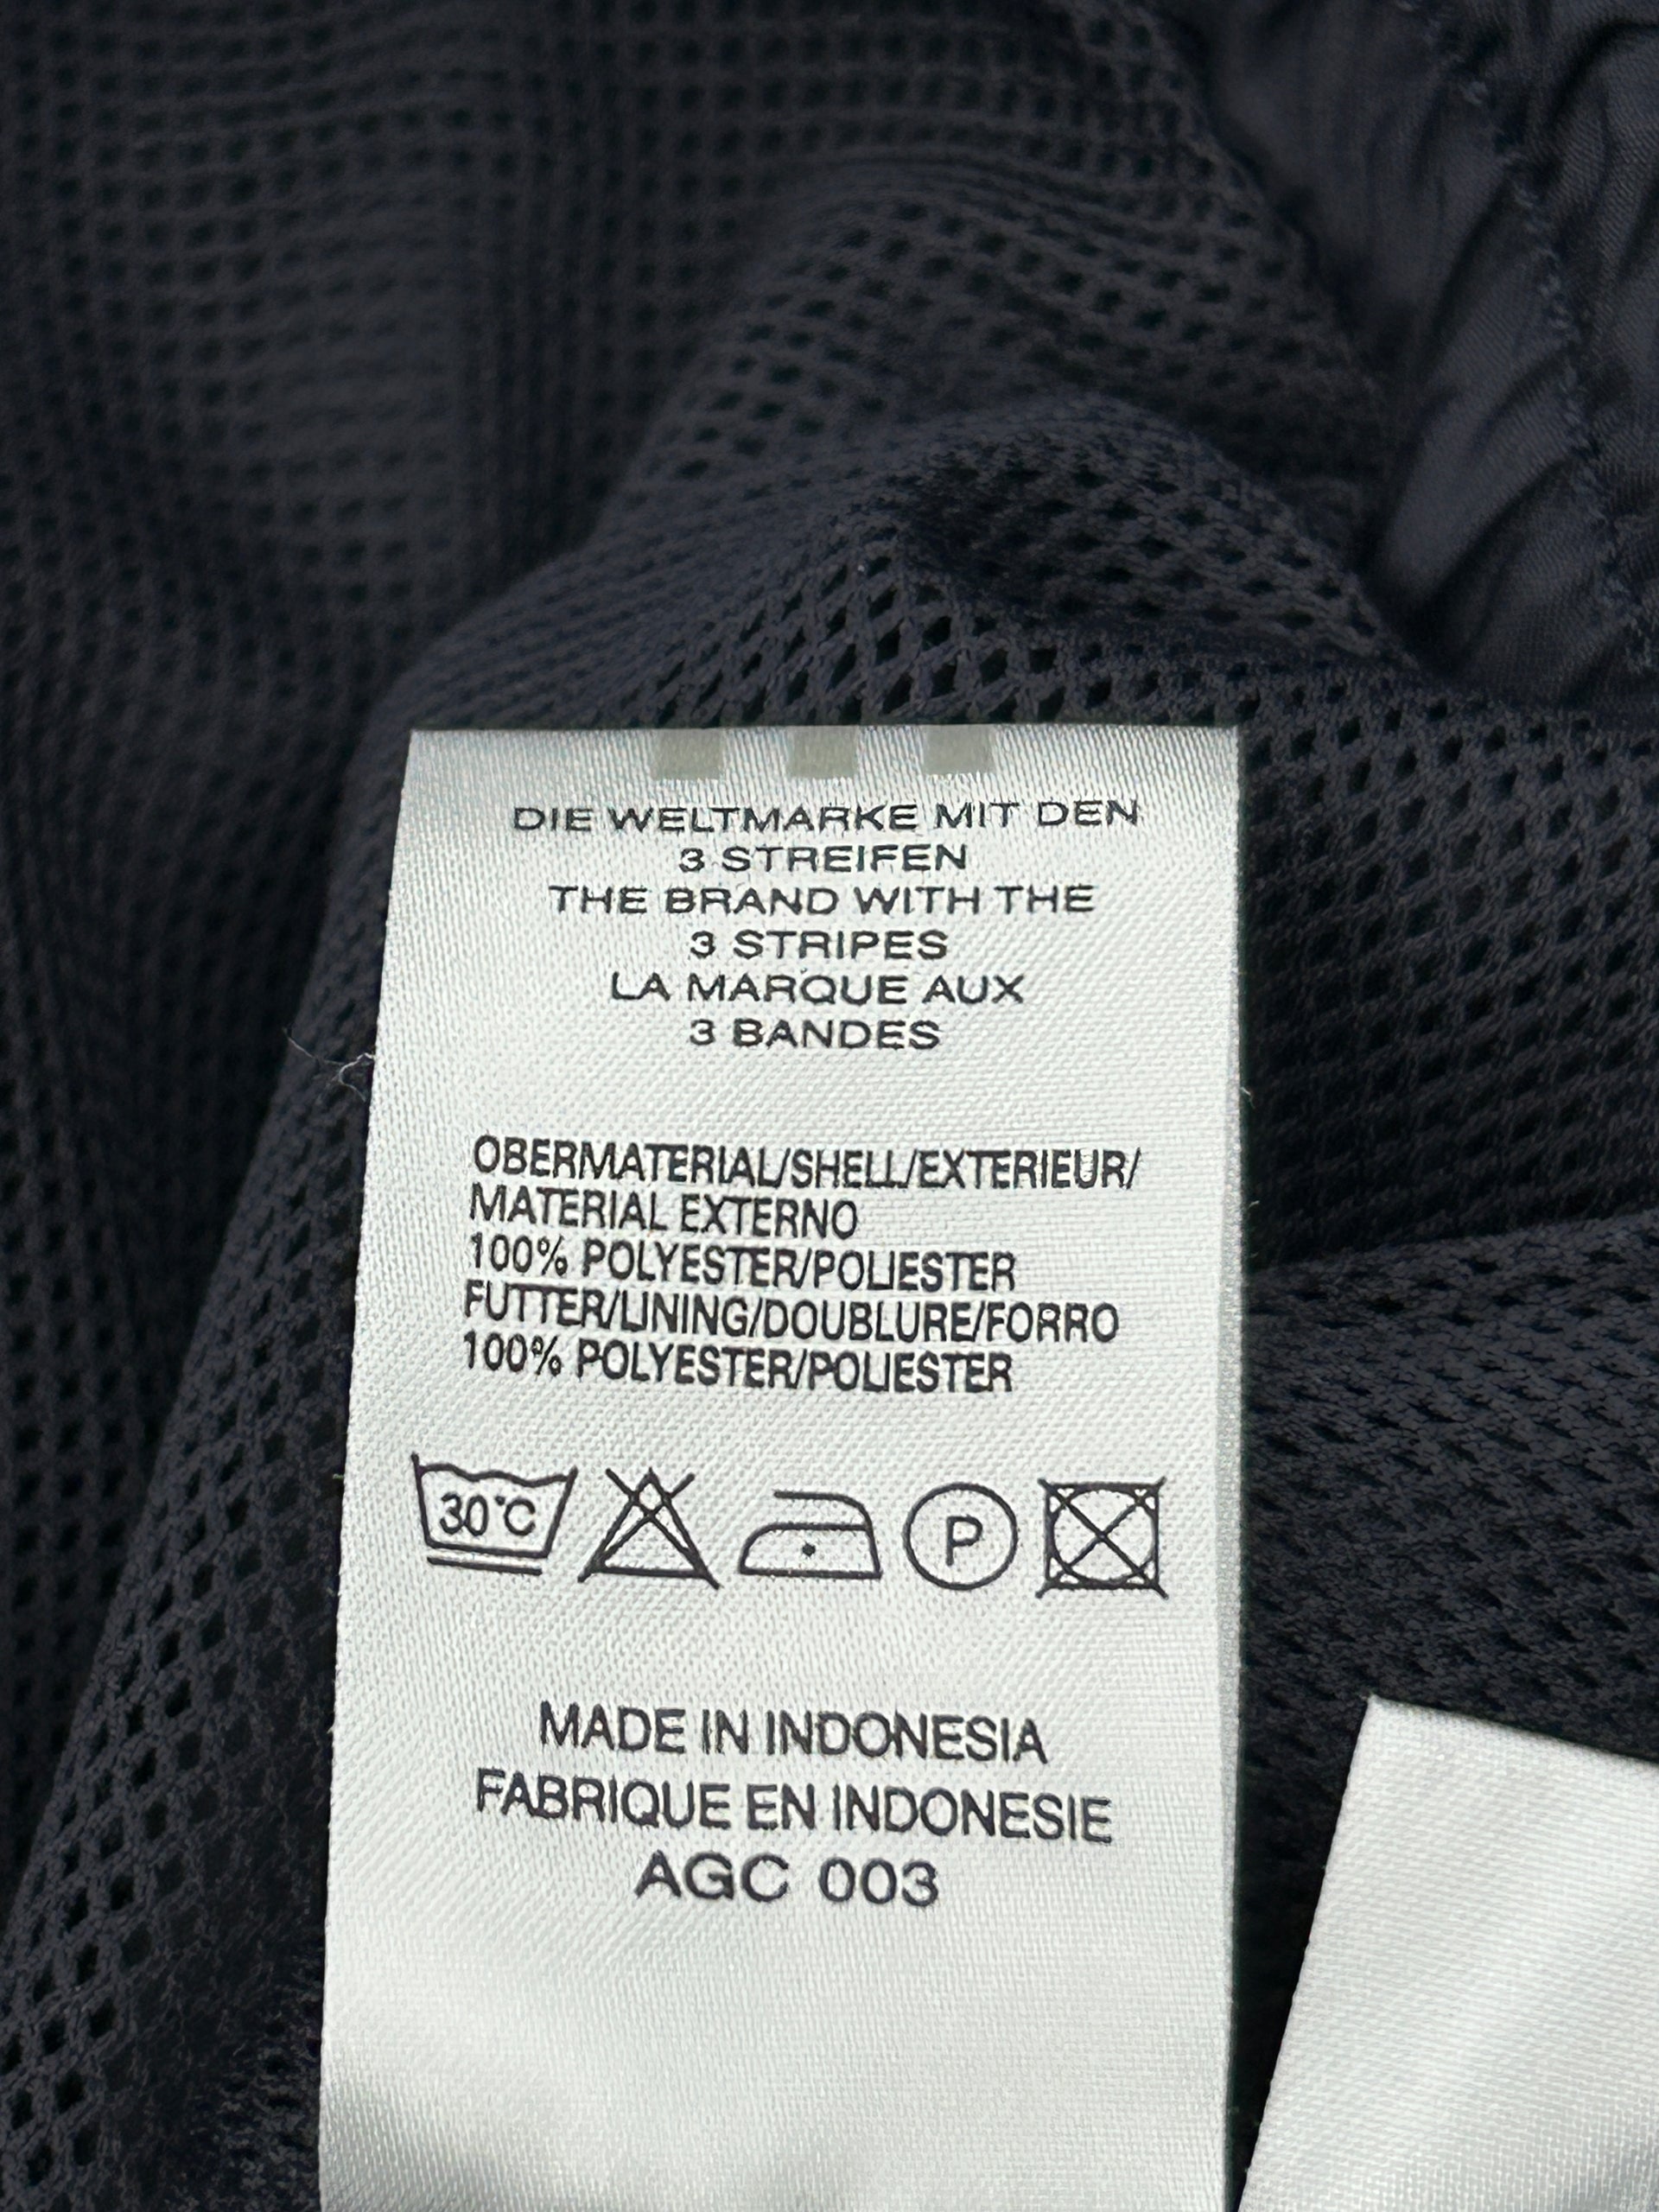 DIE WELTMARKE MIT DEN
3 STREIFEN
THE BRAND WITH THE
3 STRIPES
LA MARQUE AUX
3 BANDES
OBERMATERIAL/SHELL/EXTERIEUR/
MATERIAL EXTERNO
100% POLYESTER/POLIESTER
FUTTER/LINING/DOUBLURE/FORRO
100% POLYESTER/POLIESTER
30°C P
MADE IN INDONESIA
FABRIQUE EN INDONESIE
AGC 003